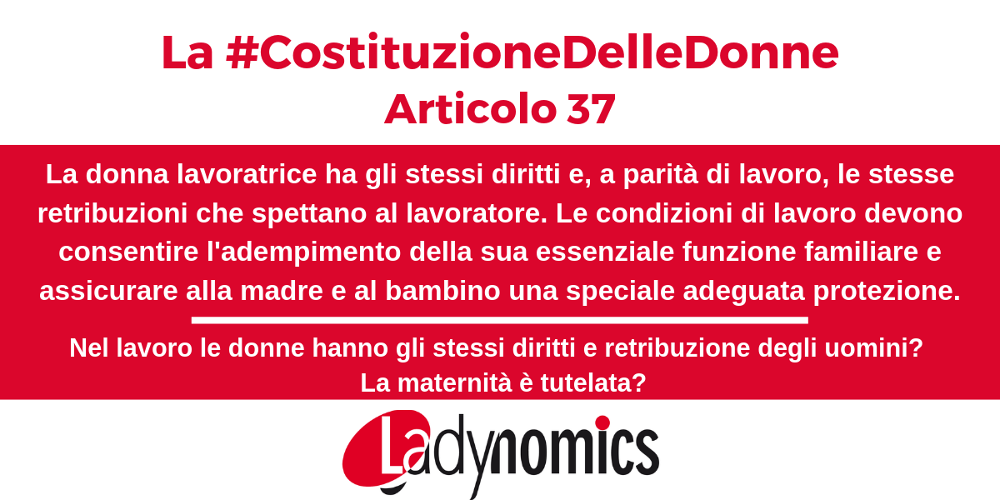 La #CostituzioneDelleDonne
Articolo 37
La donna lavoratrice ha gli stessi diritti e, a parità di lavoro, le stesse
retribuzioni che spettano al lavoratore. Le condizioni di lavoro devono
consentire l'adempimento della sua essenziale funzione familiare e
assicurare alla madre e al bambino una speciale adeguata protezione.
Nel lavoro le donne hanno gli stessi diritti e retribuzione degli uomini?
La maternità è tutelata?
Ladynomics